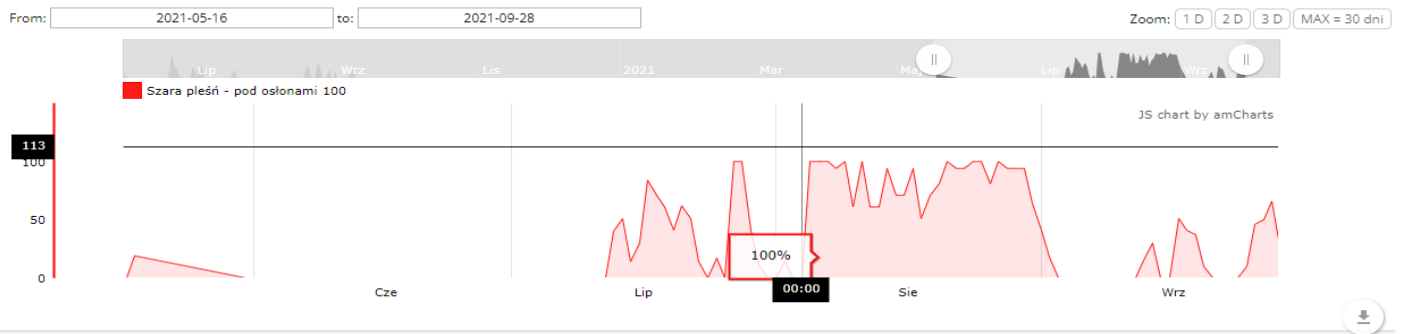 From: 2021-05-16 to: 2021-09-28 Zoom: 1 D 2 D 3 D MAX = 30 dni
Lip Wrz Lis 2021 Mar Maj Lip Wrz
Szara pleśń - pod osłonami 100
JS chart by amCharts
113
100
50
100%
0
00:00
Cze Lip Sie Wrz